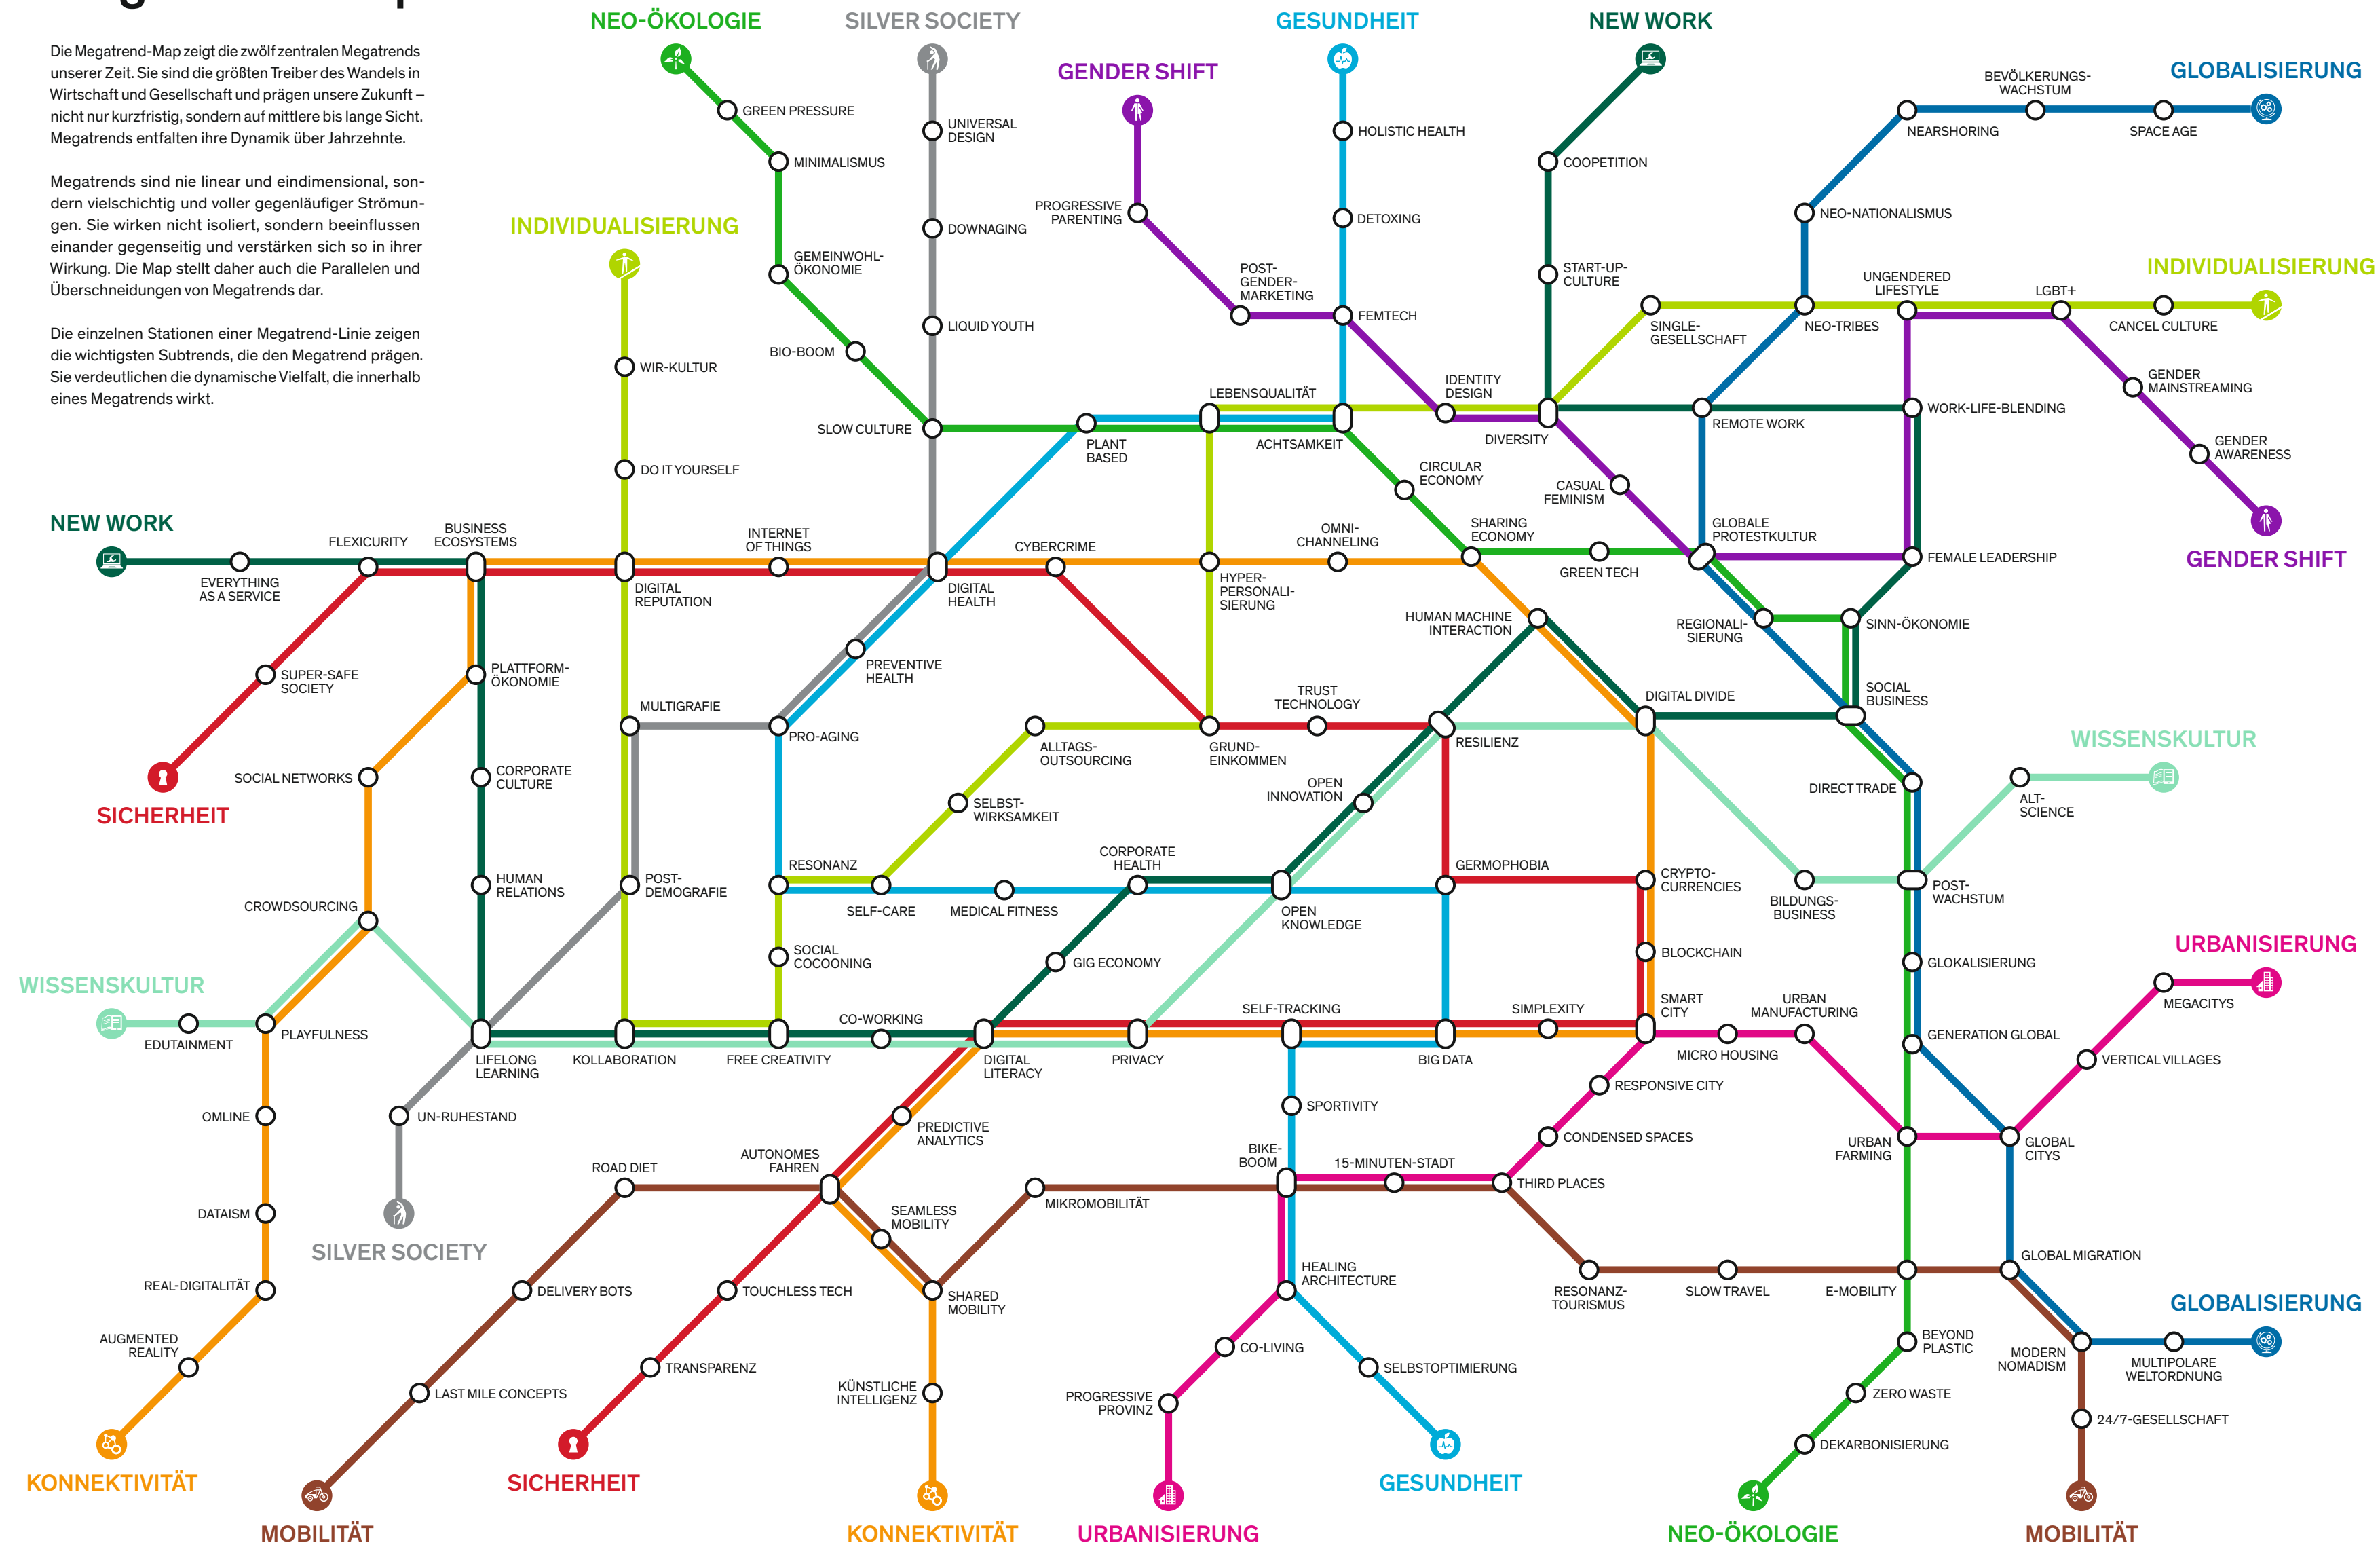 Die Megatrend-Map zeigt die zwölf zentralen Megatrends
unserer Zeit. Sie sind die größten Treiber des Wandels in
Wirtschaft und Gesellschaft und prägen unsere Zukunft –
nicht nur kurzfristig, sondern auf mittlere bis lange Sicht.
Megatrends entfalten ihre Dynamik über Jahrzehnte.
Megatrends sind nie linear und eindimensional, son-
dern vielschichtig und voller gegenläufiger Strömun-
gen. Sie wirken nicht isoliert, sondern beeinflussen
einander gegenseitig und verstärken sich so in ihrer
Wirkung. Die Map stellt daher auch die Parallelen und
Überschneidungen von Megatrends dar.
Die einzelnen Stationen einer Megatrend-Linie zeigen
die wichtigsten Subtrends, die den Megatrend prägen.
Sie verdeutlichen die dynamische Vielfalt, die innerhalb
eines Megatrends wirkt.
NEO-ÖKOLOGIE
SILVER SOCIETY
GESUNDHEIT
NEW WORK
GENDER SHIFT
GLOBALISIERUNG
BEVÖLKERUNGS-
WACHSTUM
GREEN PRESSURE
UNIVERSAL
DESIGN
HOLISTIC HEALTH
NEARSHORING
SPACE AGE
MINIMALISMUS
COOPETITION
PROGRESSIVE
PARENTING
DETOXING
NEO-NATIONALISMUS
INDIVIDUALISIERUNG
DOWNAGING
GEMEINWOHL-
ÖKONOMIE
POST-
GENDER-
MARKETING
START-UP-
CULTURE
UNGENDERED
LIFESTYLE
LGBT+
INDIVIDUALISIERUNG
LIQUID YOUTH
FEMTECH
SINGLE-
GESELLSCHAFT
NEO-TRIBES
CANCEL CULTURE
BIO-BOOM
WIR-KULTUR
LEBENSQUALITÄT
IDENTITY
DESIGN
GENDER
MAINSTREAMING
SLOW CULTURE
PLANT
BASED
ACHTSAMKEIT
DIVERSITY
REMOTE WORK
WORK-LIFE-BLENDING
DO IT YOURSELF
CIRCULAR
ECONOMY
CASUAL
FEMINISM
GENDER
AWARENESS
NEW WORK
FLEXICURITY
BUSINESS
ECOSYSTEMS
INTERNET
OF THINGS
CYBERCRIME
OMNI-
CHANNELING
SHARING
ECONOMY
GLOBALE
PROTESTKULTUR
FEMALE LEADERSHIP
GENDER SHIFT
EVERYTHING
AS A SERVICE
DIGITAL
REPUTATION
DIGITAL
HEALTH
HYPER-
PERSONALI-
SIERUNG
GREEN TECH
HUMAN MACHINE
INTERACTION
REGIONALI-
SIERUNG
SINN-ÖKONOMIE
SUPER-SAFE
SOCIETY
PLATTFORM-
ÖKONOMIE
PREVENTIVE
HEALTH
MULTIGRAFIE
TRUST
TECHNOLOGY
DIGITAL DIVIDE
SOCIAL
BUSINESS
PRO-AGING
ALLTAGS-
OUTSOURCING
GRUND-
EINKOMMEN
RESILIENZ
WISSENSKULTUR
SOCIAL NETWORKS
CORPORATE
CULTURE
SICHERHEIT
SELBST-
WIRKSAMKEIT
OPEN
INNOVATION
DIRECT TRADE
ALT-
SCIENCE
HUMAN
RELATIONS
POST-
DEMOGRAFIE
RESONANZ
CORPORATE
HEALTH
GERMOPHOBIA
CRYPTO-
CURRENCIES
CROWDSOURCING
SELF-CARE
MEDICAL FITNESS
OPEN
KNOWLEDGE
BILDUNGS-
BUSINESS
POST-
WACHSTUM
SOCIAL
COCOONING
GIG ECONOMY
BLOCKCHAIN
GLOKALISIERUNG
URBANISIERUNG
WISSENSKULTUR
EDUTAINMENT
PLAYFULNESS
CO-WORKING
SELF-TRACKING
SIMPLEXITY
SMART
CITY
URBAN
MANUFACTURING
MEGACITYS
LIFELONG
LEARNING
KOLLABORATION
FREE CREATIVITY
DIGITAL
LITERACY
PRIVACY
BIG DATA
MICRO HOUSING
GENERATION GLOBAL
VERTICAL VILLAGES
OMLINE
UN-RUHESTAND
PREDICTIVE
ANALYTICS
SPORTIVITY
RESPONSIVE CITY
CONDENSED SPACES
URBAN
FARMING
GLOBAL
CITYS
ROAD DIET
AUTONOMES
FAHREN
BIKE-
BOOM
15-MINUTEN-STADT
THIRD PLACES
DATAISM
SEAMLESS
MOBILITY
MIKROMOBILITÄT
SILVER SOCIETY
REAL-DIGITALITÄT
DELIVERY BOTS
TOUCHLESS TECH
SHARED
MOBILITY
HEALING
ARCHITECTURE
RESONANZ-
TOURISMUS
SLOW TRAVEL
E-MOBILITY
GLOBAL MIGRATION
GLOBALISIERUNG
AUGMENTED
REALITY
LAST MILE CONCEPTS
TRANSPARENZ
KÜNSTLICHE
INTELLIGENZ
CO-LIVING
PROGRESSIVE
PROVINZ
SELBSTOPTIMIERUNG
BEYOND
PLASTIC
MODERN
NOMADISM
MULTIPOLARE
WELTORDNUNG
ZERO WASTE
24/7-GESELLSCHAFT
DEKARBONISIERUNG
KONNEKTIVITÄT
SICHERHEIT
GESUNDHEIT
MOBILITÄT
KONNEKTIVITÄT
URBANISIERUNG
NEO-ÖKOLOGIE
MOBILITÄT